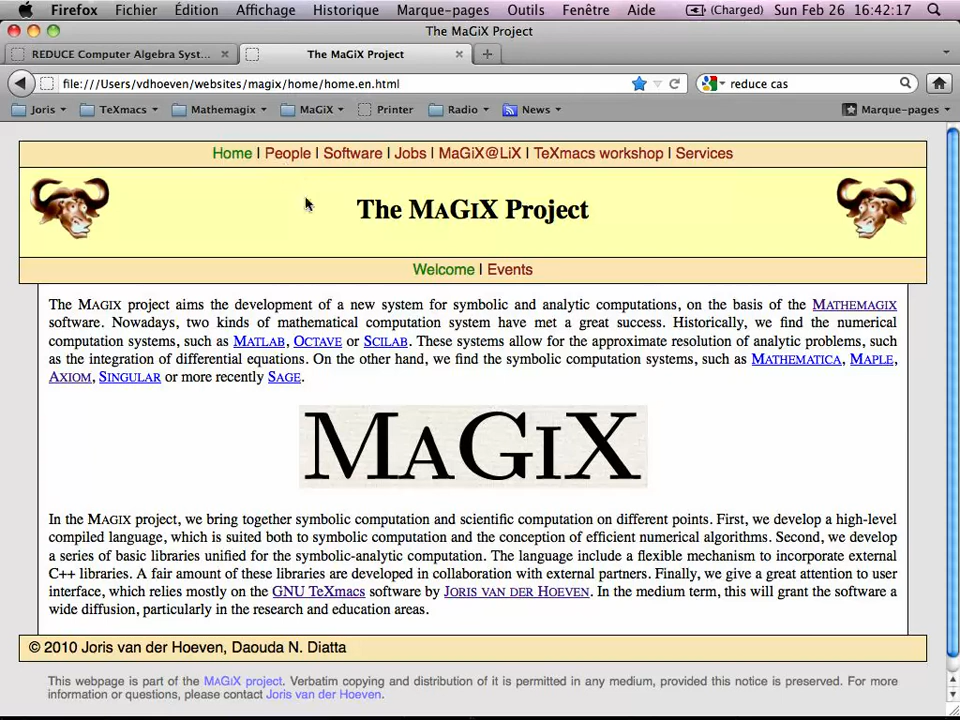 Firefox Fichier Édition Affichage Historique Marque-pages Outils Fenêtre Aide (Charged) Sun Feb 26 16:42:17
The MaGiX Project
REDUCE Computer Algebra Syst... The MaGiX Project
file:///Users/vdhoeven/websites/magix/home/home.en.html reduce cas
Joris TeXmacs Mathemagix MaGiX Printer Radio News Marque-pages
Home | People | Software | Jobs | MaGiX@LiX | TeXmacs workshop | Services
The MAGIX Project
Welcome | Events
The MAGIX project aims the development of a new system for symbolic and analytic computations, on the basis of the MATHEMAGIX
software. Nowadays, two kinds of mathematical computation system have met a great success. Historically, we find the numerical
computation systems, such as MATLAB, OCTAVE or SCILAB. These systems allow for the approximate resolution of analytic problems, such
as the integration of differential equations. On the other hand, we find the symbolic computation systems, such as MATHEMATICA, MAPLE,
AXIOM, SINGULAR or more recently SAGE.
MAGIX
In the MAGIX project, we bring together symbolic computation and scientific computation on different points. First, we develop a high-level
compiled language, which is suited both to symbolic computation and the conception of efficient numerical algorithms. Second, we develop
a series of basic libraries unified for the symbolic-analytic computation. The language include a flexible mechanism to incorporate external
C++ libraries. A fair amount of these libraries are developed in collaboration with external partners. Finally, we give a great attention to user
interface, which relies mostly on the GNU TeXmacs software by JORIS VAN DER HOEVEN. In the medium term, this will grant the software a
wide diffusion, particularly in the research and education areas.
© 2010 Joris van der Hoeven, Daouda N. Diatta
This webpage is part of the MAGIX project. Verbatim copying and distribution of it is permitted in any medium, provided this notice is preserved. For more
information or questions, please contact Joris van der Hoeven.